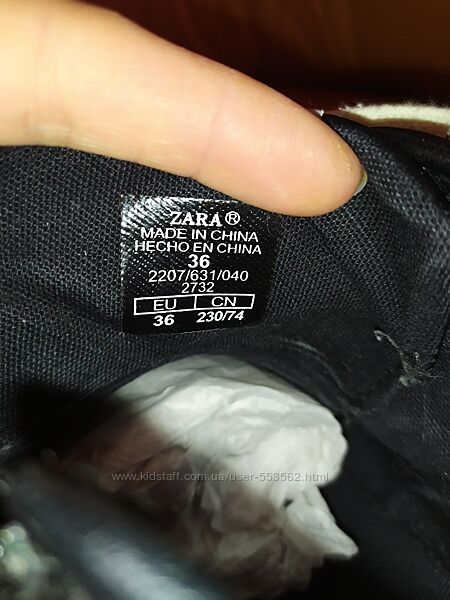 ZARA®
MADE IN CHINA
HECHO EN CHINA
36
2207/631/040
2732
EU CN
36 230/74
www.kidstaff.com.ua/user-553562.html